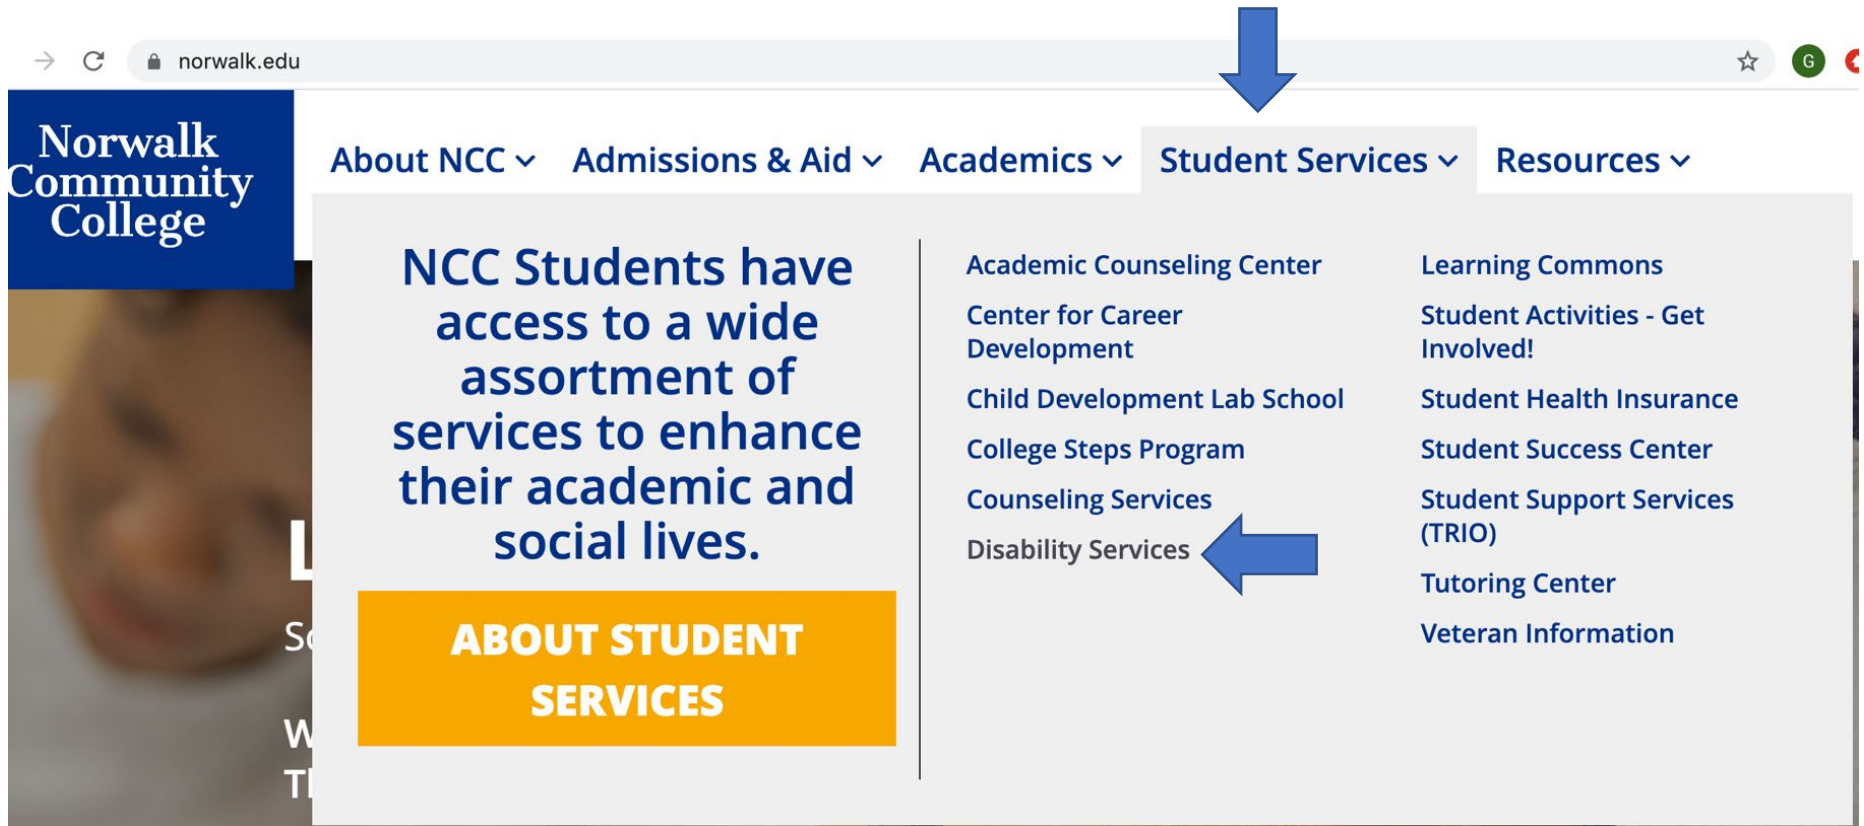 norwalk.edu
G
Norwalk
Community
College
About NCC
Admissions & Aid
Academics
Student Services
Resources
NCC Students have
access to a wide
assortment of
services to enhance
their academic and
social lives.
ABOUT STUDENT
SERVICES
Academic Counseling Center
Center for Career
Development
Child Development Lab School
College Steps Program
Counseling Services
Disability Services
Learning Commons
Student Activities - Get
Involved!
Student Health Insurance
Student Success Center
Student Support Services
(TRIO)
Tutoring Center
Veteran Information